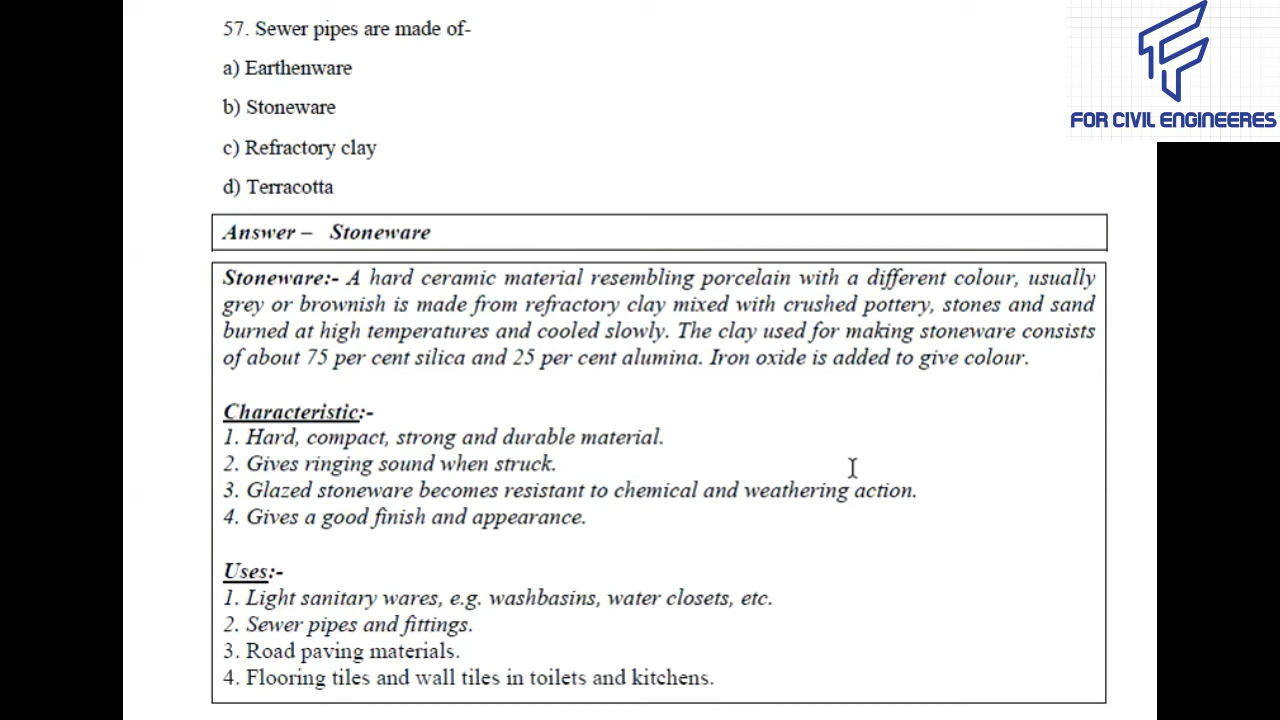 57. Sewer pipes are made of-
a) Earthenware
b) Stoneware
c) Refractory clay
d) Terracotta
FOR CIVIL ENGINEERES
Answer – Stoneware
Stoneware:- A hard ceramic material resembling porcelain with a different colour, usually
grey or brownish is made from refractory clay mixed with crushed pottery, stones and sand
burned at high temperatures and cooled slowly. The clay used for making stoneware consists
of about 75 per cent silica and 25 per cent alumina. Iron oxide is added to give colour.
Characteristic:-
1. Hard, compact, strong and durable material.
2. Gives ringing sound when struck.
3. Glazed stoneware becomes resistant to chemical and weathering action.
4. Gives a good finish and appearance.
Uses:-
1. Light sanitary wares, e.g. washbasins, water closets, etc.
2. Sewer pipes and fittings.
3. Road paving materials.
4. Flooring tiles and wall tiles in toilets and kitchens.